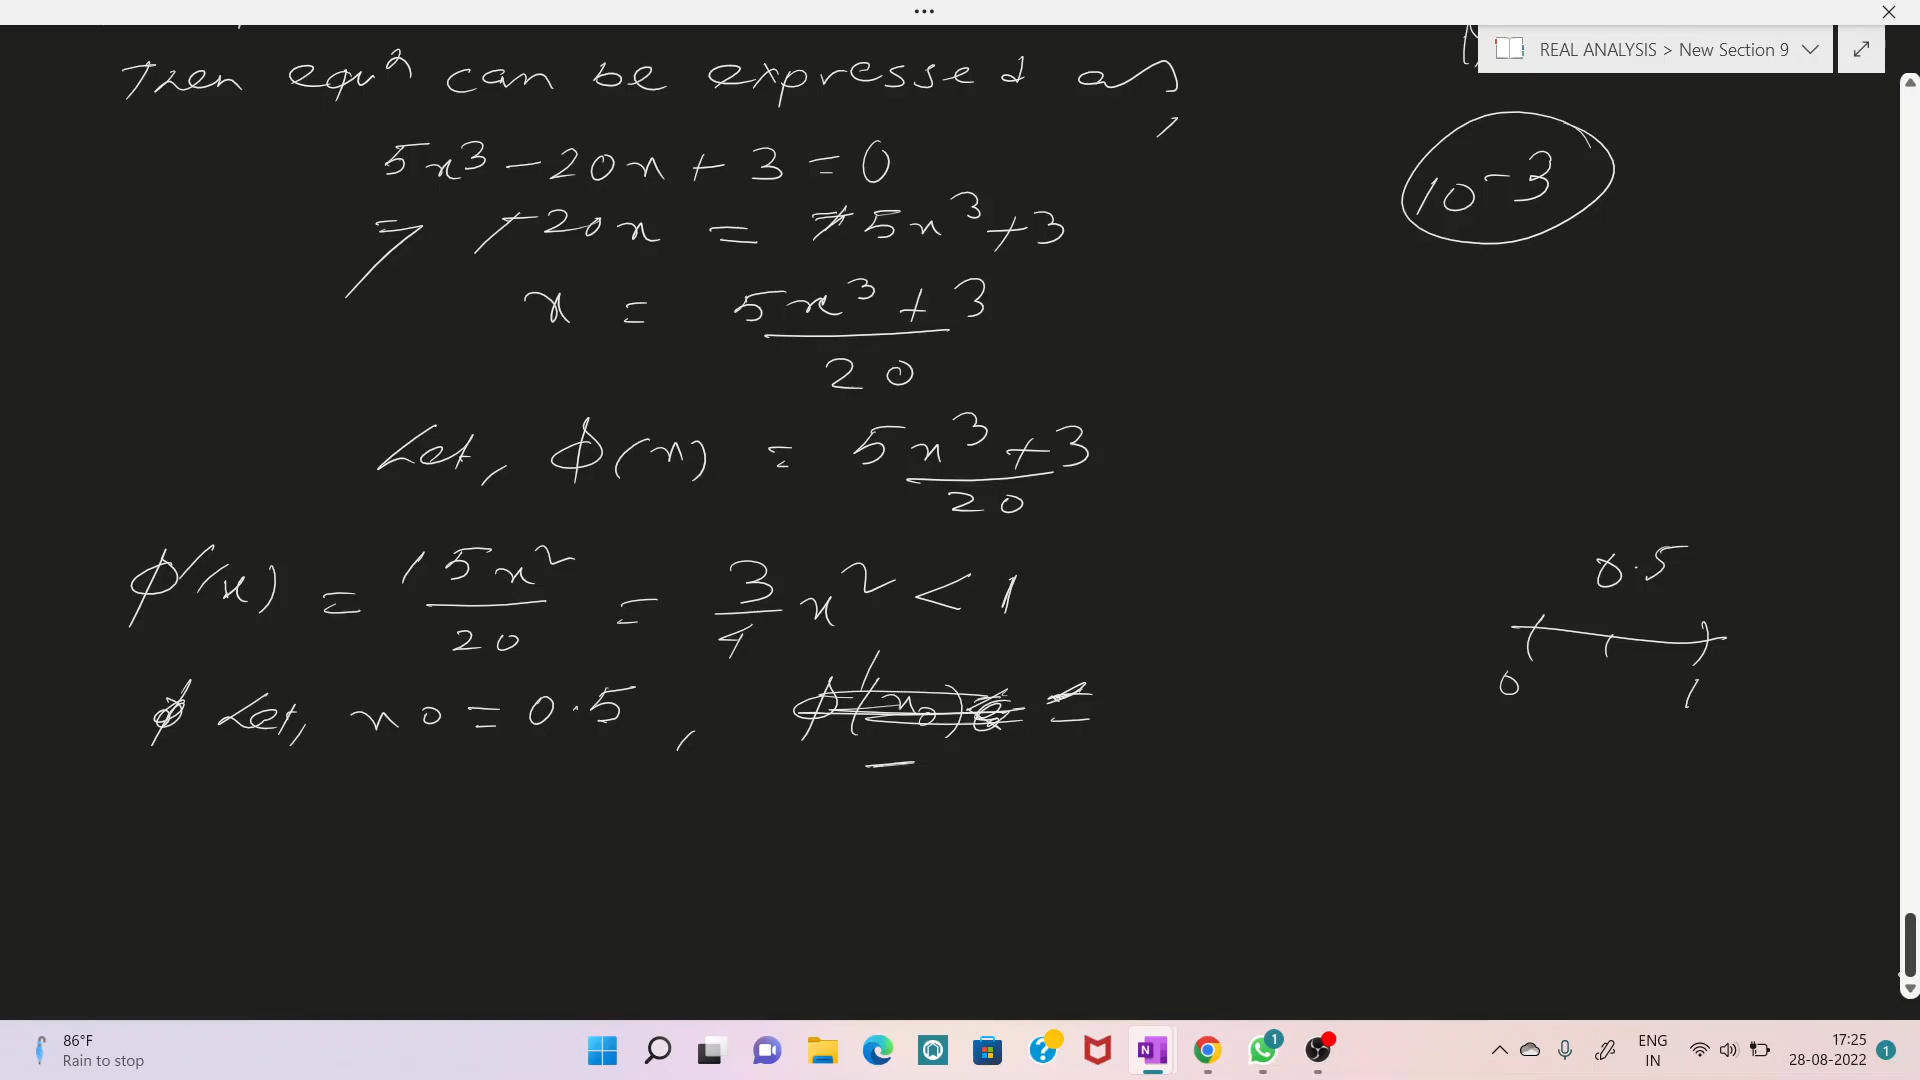 REAL ANALYSIS > New Section 9
Then equⁿ can be expressed as,
5x³ - 20x + 3 = 0
10⁻³
⇒ +20x = +5x³ + 3
x = 5x³ + 3
20
Let, φ(x) = 5x³ + 3
20
φ'(x) = 15x² / 20 = 3/4 x² < 1
0.5
0 1
Let, x0 = 0.5,
86°F
Rain to stop
1
ENG
IN
17:25
28-08-2022
1